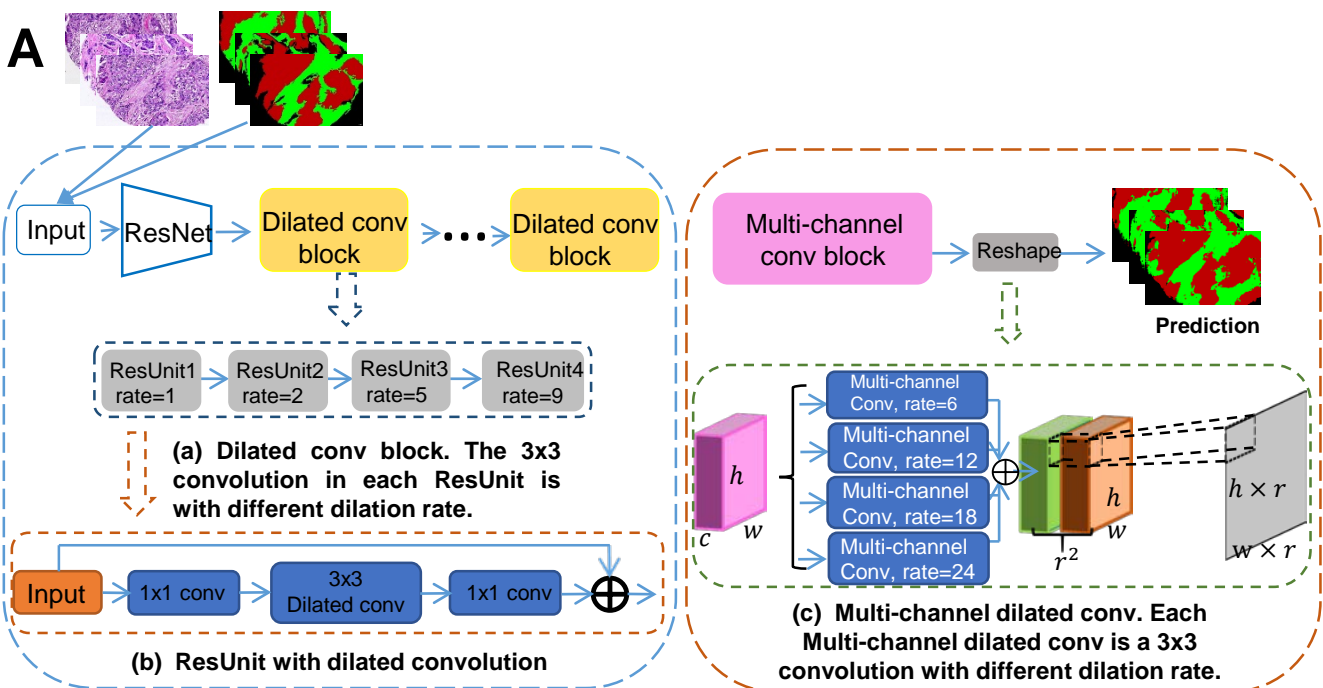 A
Input
ResNet
Dilated conv
block
...
Dilated conv
block
ResUnit1
rate=1
ResUnit2
rate=2
ResUnit3
rate=5
ResUnit4
rate=9
(a) Dilated conv block. The 3x3
convolution in each ResUnit is
with different dilation rate.
Input
1x1 conv
3x3
Dilated conv
1x1 conv
(b) ResUnit with dilated convolution
Multi-channel
conv block
Reshape
Prediction
c
h
w
Multi-channel
Conv, rate=6
Multi-channel
Conv, rate=12
Multi-channel
Conv, rate=18
Multi-channel
Conv, rate=24
r²
h
w
h × r
w × r
(c) Multi-channel dilated conv. Each
Multi-channel dilated conv is a 3x3
convolution with different dilation rate.